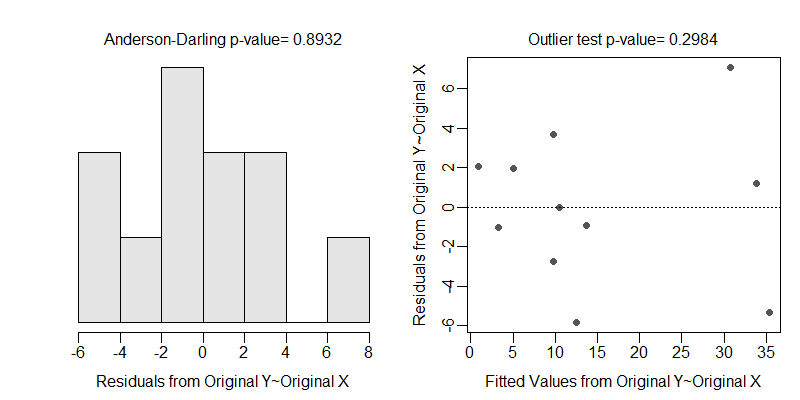 Anderson-Darling p-value= 0.8932
-6 -4 -2 0 2 4 6 8
Residuals from Original Y~Original X
Outlier test p-value= 0.2984
Residuals from Original Y~Original X
6
4
2
0
-2
-4
-6
0 5 10 15 20 25 30 35
Fitted Values from Original Y~Original X